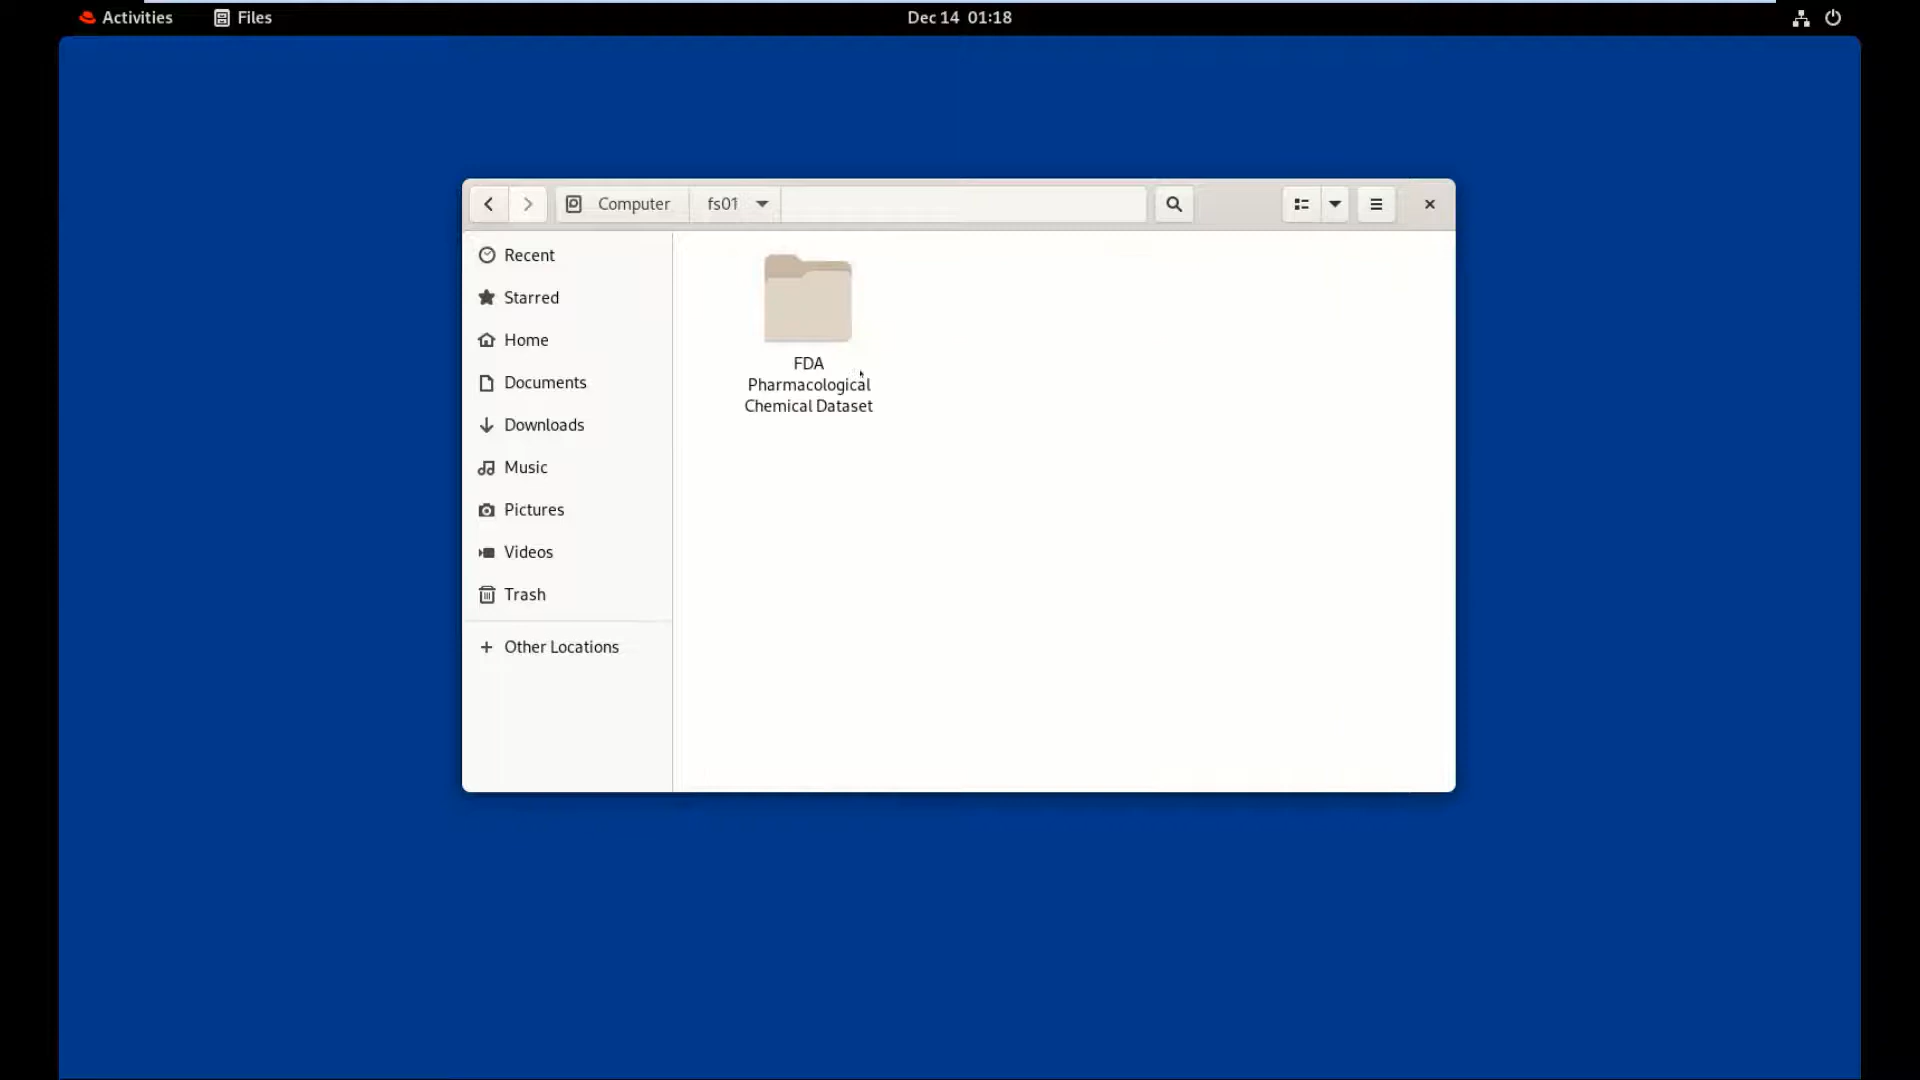 Activities
Files
Dec 14 01:18
Computer
fs01
Recent
Starred
Home
Documents
Downloads
Music
Pictures
Videos
Trash
Other Locations
FDA
Pharmacological
Chemical Dataset